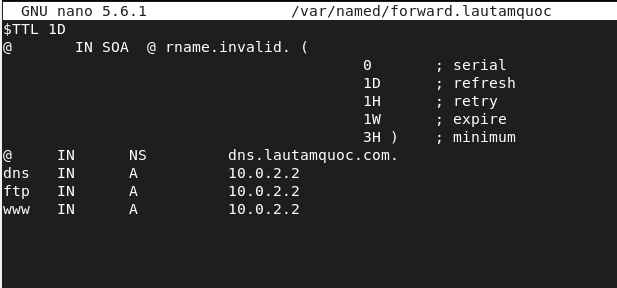 GNU nano 5.6.1 /var/named/forward.lautamquoc
$TTL 1D
@ IN SOA @ rname.invalid. (
0 ; serial
1D ; refresh
1H ; retry
1W ; expire
3H ) ; minimum
@ IN NS dns.lautamquoc.com.
dns IN A 10.0.2.2
ftp IN A 10.0.2.2
www IN A 10.0.2.2